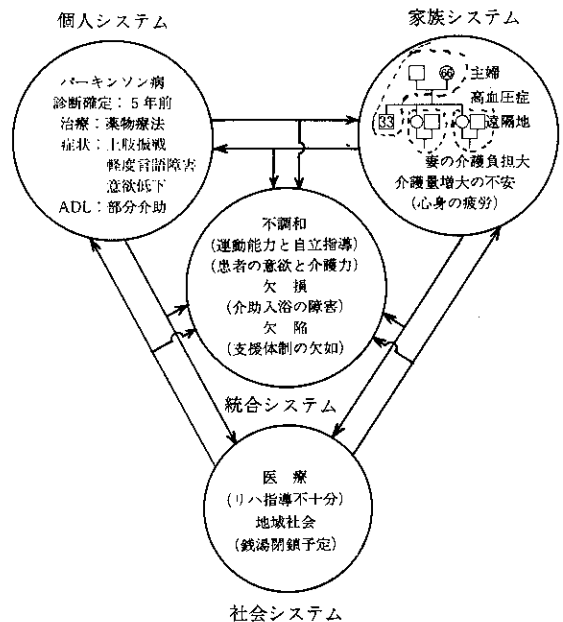 個人システム
パーキンソン病
診断確定：5年前
治療：薬物療法
症状：上肢振戦
軽度言語障害
意欲低下
ADL：部分介助
家族システム
66 主婦
高血圧症
33 遠隔地
妻の介護負担大
介護量増大の不安
(心身の疲労)
不調和
(運動能力と自立指導)
(患者の意欲と介護力)
欠 損
(介助入浴の障害)
欠 陥
(支援体制の欠如)
統合システム
医 療
(リハ指導不十分)
地域社会
(銭湯閉鎖予定)
社会システム